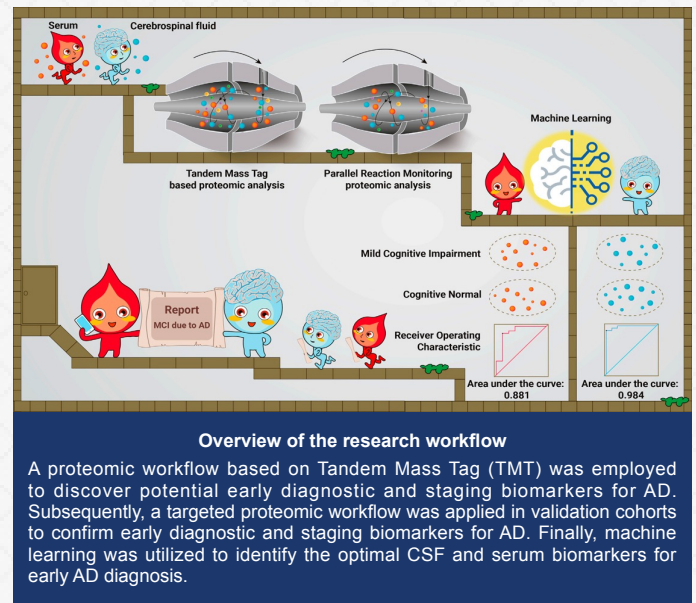 Serum
Cerebrospinal fluid
Tandem Mass Tag
based proteomic analysis
Parallel Reaction Monitoring
proteomic analysis
Machine Learning
Mild Cognitive Impairment
Cognitive Normal
Receiver Operating
Characteristic
Area under the curve:
0.881
Area under the curve:
0.984
Report
MCI due to AD
Overview of the research workflow
A proteomic workflow based on Tandem Mass Tag (TMT) was employed
to discover potential early diagnostic and staging biomarkers for AD.
Subsequently, a targeted proteomic workflow was applied in validation cohorts
to confirm early diagnostic and staging biomarkers for AD. Finally, machine
learning was utilized to identify the optimal CSF and serum biomarkers for
early AD diagnosis.